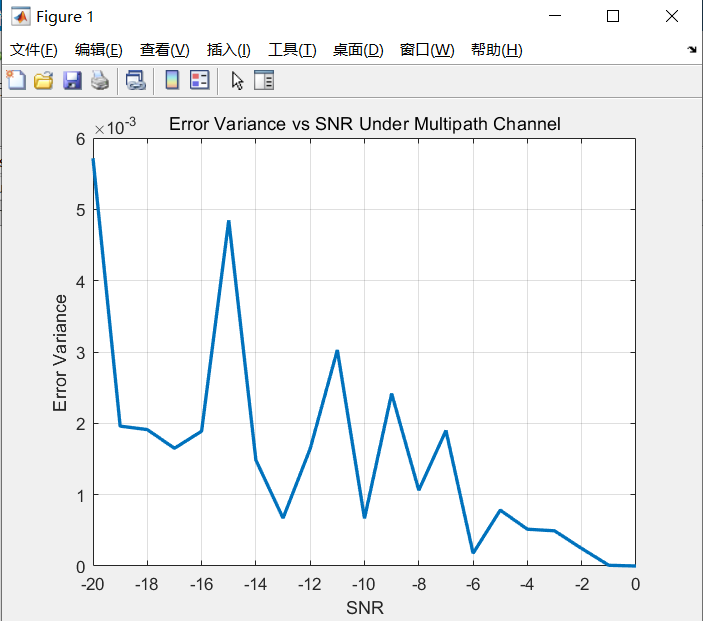 Figure 1
文件(F) 编辑(E) 查看(V) 插入(I) 工具(T) 桌面(D) 窗口(W) 帮助(H)
×10-3
Error Variance vs SNR Under Multipath Channel
6
5
4
3
2
1
0
Error Variance
-20 -18 -16 -14 -12 -10 -8 -6 -4 -2 0
SNR